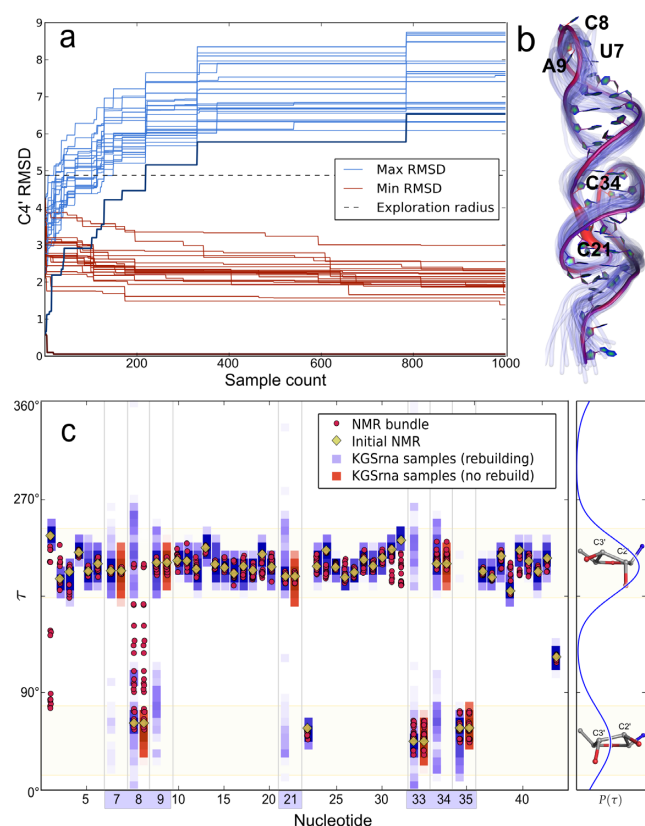 a
9
8
7
6
5
4
3
2
1
0
C4' RMSD
Max RMSD
Min RMSD
Exploration radius
200
400
600
800
1000
Sample count
b
C8
U7
A9
C34
C21
c
360°
270°
90°
0°
τ
NMR bundle
Initial NMR
KGSrna samples (rebuilding)
KGSrna samples (no rebuild)
5 7 8 9 10 15 20 21 25 30 33 34 35 40
Nucleotide
C3' C2'
C3' C2'
P(τ)